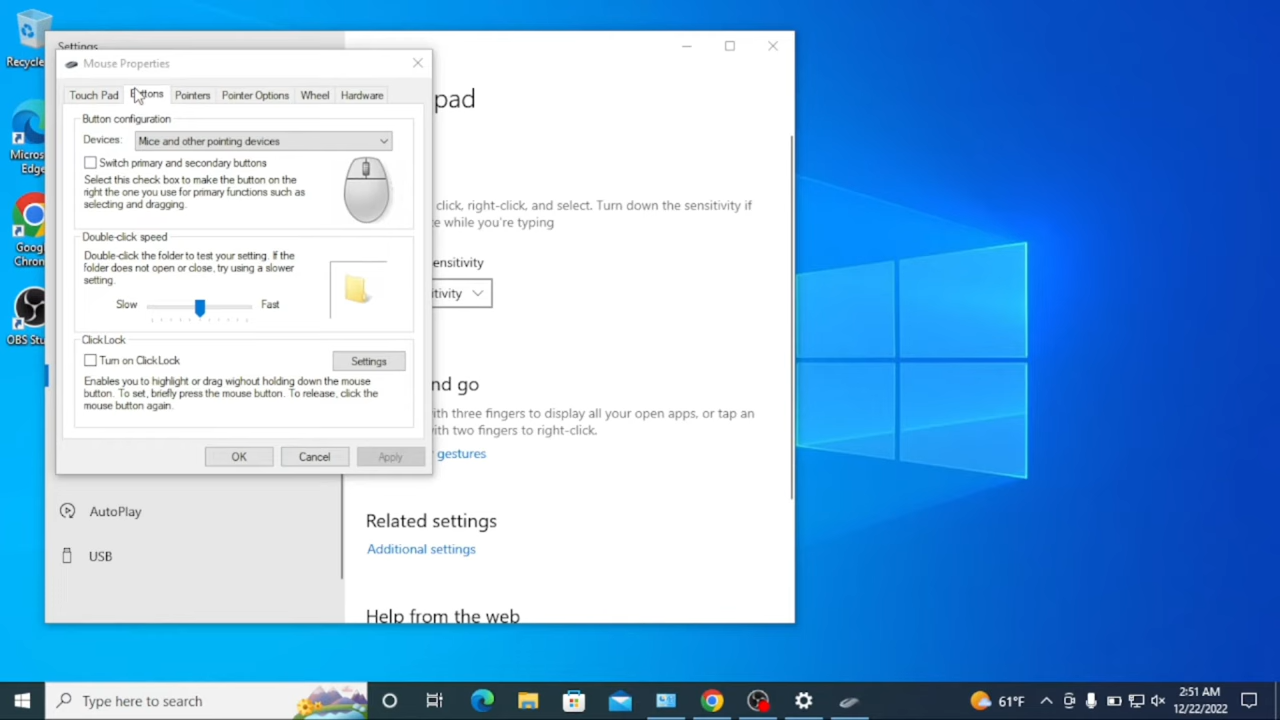 Recycle
Micros
Edge
Goog
Chron
OBS Stu
Settings
Mouse Properties
Touch Pad
Buttons
Pointers
Pointer Options
Wheel
Hardware
Button configuration
Devices:
Mice and other pointing devices
Switch primary and secondary buttons
Select this check box to make the button on the
right the one you use for primary functions such as
selecting and dragging.
Double-click speed
Double-click the folder to test your setting. If the
folder does not open or close, try using a slower
setting.
Slow
Fast
ClickLock
Turn on ClickLock
Settings
Enables you to highlight or drag wighout holding down the mouse
button. To set, briefly press the mouse button. To release, click the
mouse button again.
OK
Cancel
Apply
AutoPlay
USB
pad
click, right-click, and select. Turn down the sensitivity if
e while you're typing
ensitivity
itivity
nd go
with three fingers to display all your open apps, or tap an
with two fingers to right-click.
gestures
Related settings
Additional settings
Help from the web
Type here to search
61°F
2:51 AM
12/22/2022